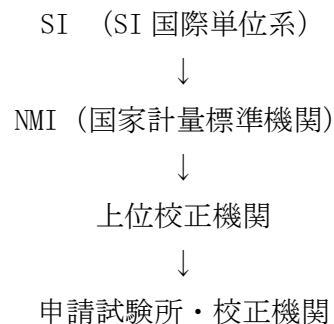 SI （SI 国際単位系）
↓
NMI（国家計量標準機関）
↓
上位校正機関
↓
申請試験所・校正機関